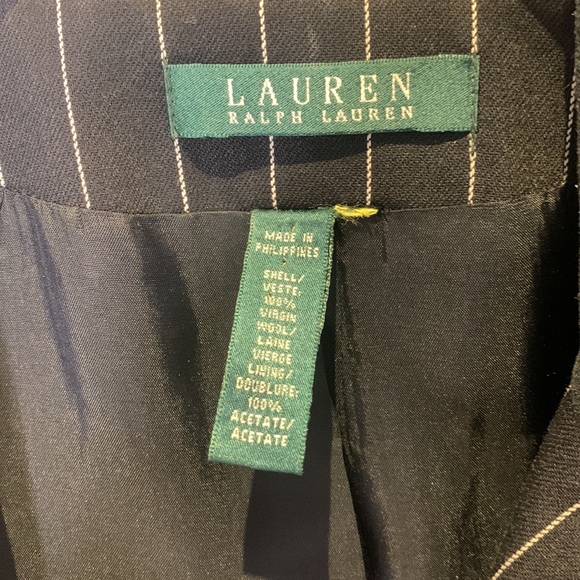 LAUREN
RALPH LAUREN
MADE IN
PHILIPPINES
SHELL/
VESTE:
100%
VIRGIN
WOOL/
LAINE
VIERGE
LINING/
DOUBLURE:
100%
ACETATE/
ACETATE